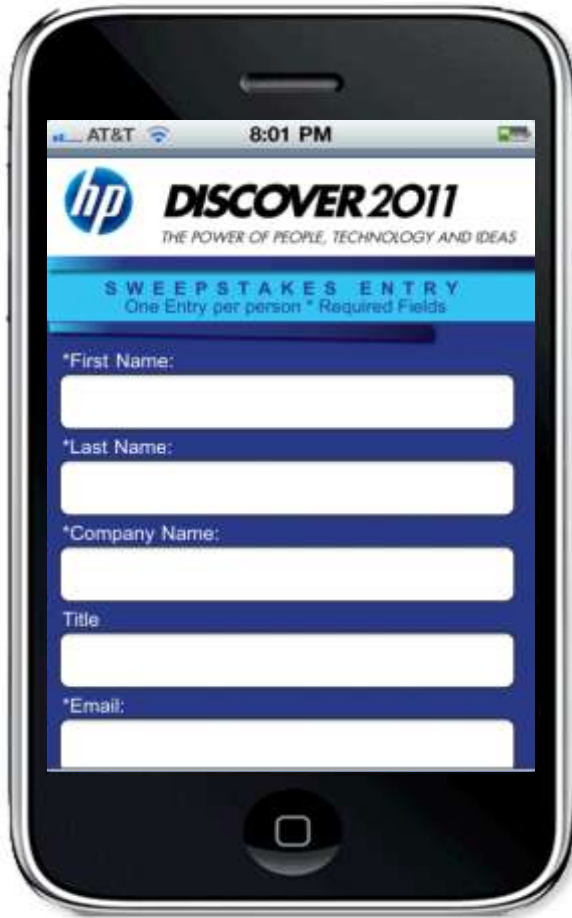 AT&T 8:01 PM
hp DISCOVER2011
THE POWER OF PEOPLE, TECHNOLOGY AND IDEAS
SWEEPSTAKES ENTRY
One Entry per person * Required Fields
*First Name:
*Last Name:
*Company Name:
Title
*Email: